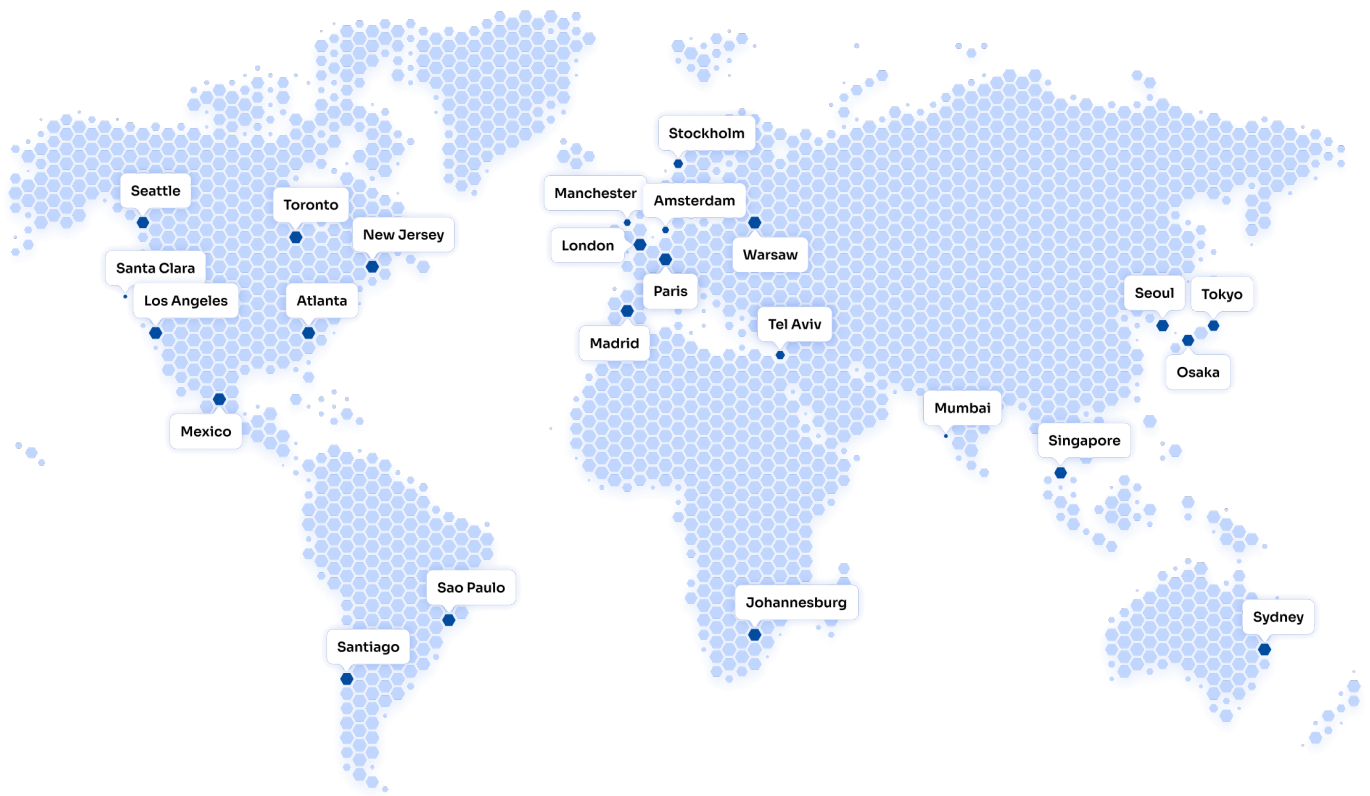 Stockholm
Seattle
Manchester
Amsterdam
Toronto
New Jersey
London
Warsaw
Santa Clara
Los Angeles
Atlanta
Paris
Seoul
Tokyo
Tel Aviv
Madrid
Osaka
Mumbai
Mexico
Singapore
Sao Paulo
Johannesburg
Sydney
Santiago